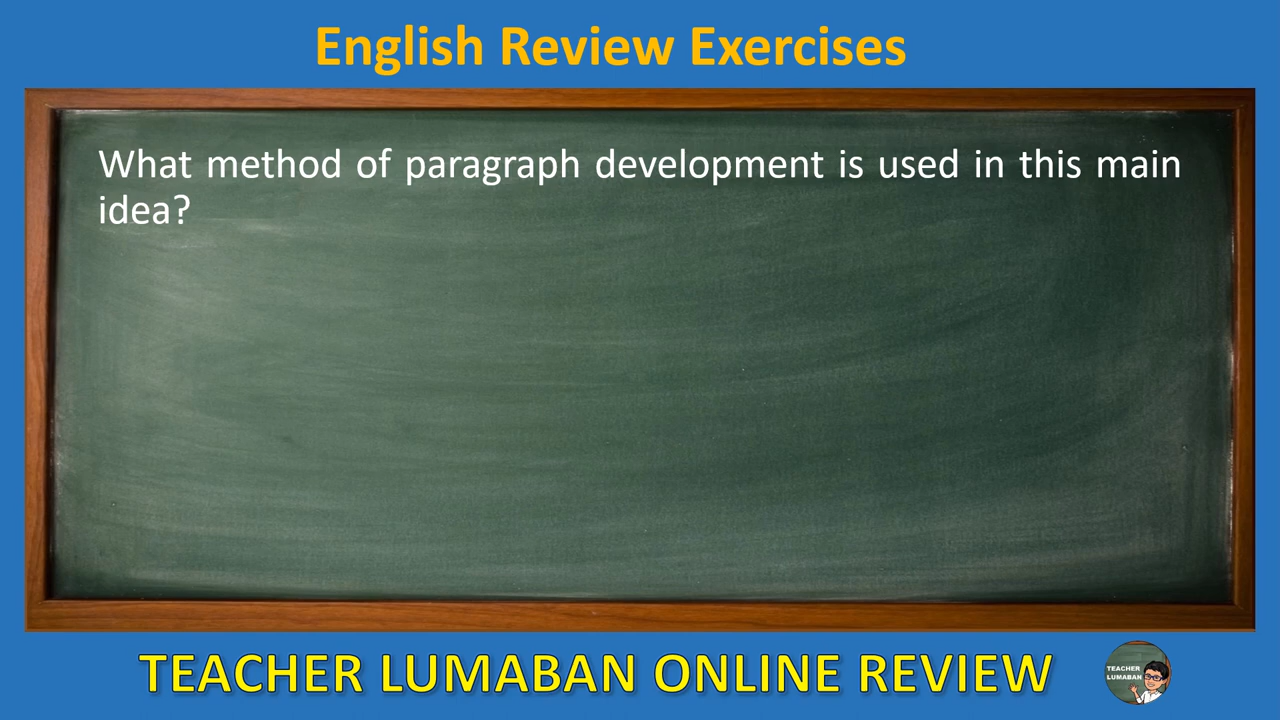 English Review Exercises
What method of paragraph development is used in this main
idea?
TEACHER LUMABAN ONLINE REVIEW
TEACHER
LUMABAN